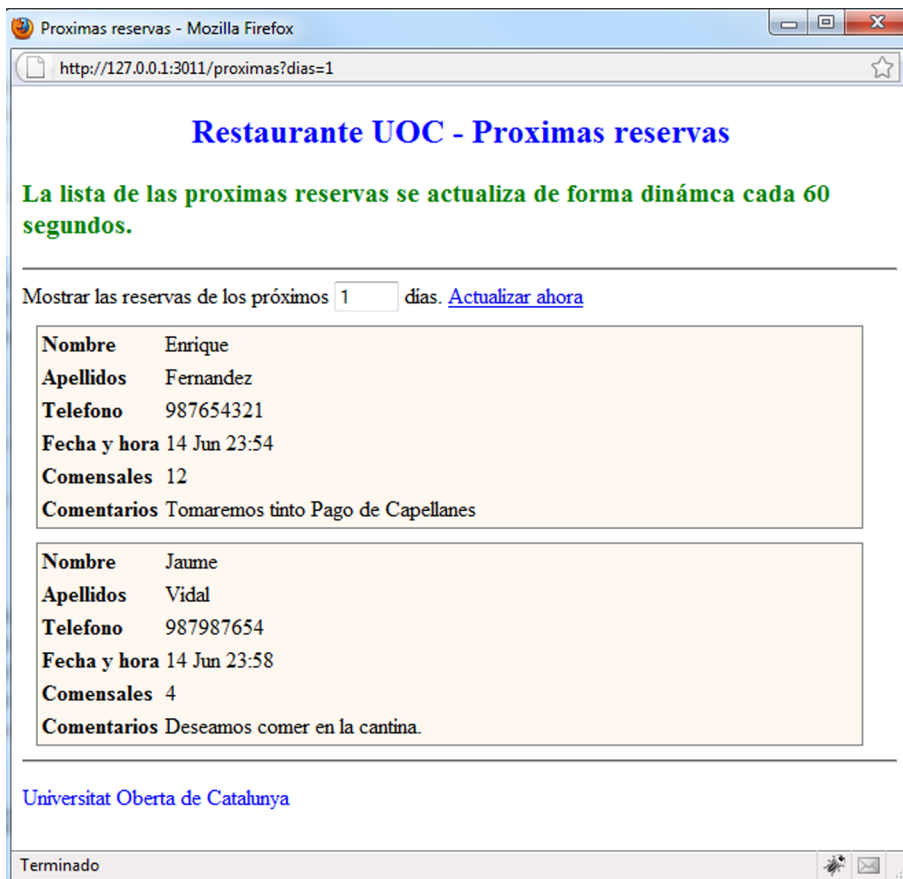 Proximas reservas - Mozilla Firefox
http://127.0.0.1:3011/proximas?dias=1
Restaurante UOC - Proximas reservas
La lista de las proximas reservas se actualiza de forma dinámca cada 60
segundos.
Mostrar las reservas de los próximos 1 dias. Actualizar ahora
Nombre Enrique
Apellidos Fernandez
Telefono 987654321
Fecha y hora 14 Jun 23:54
Comensales 12
Comentarios Tomaremos tinto Pago de Capellanes
Nombre Jaume
Apellidos Vidal
Telefono 987987654
Fecha y hora 14 Jun 23:58
Comensales 4
Comentarios Deseamos comer en la cantina.
Universitat Oberta de Catalunya
Terminado